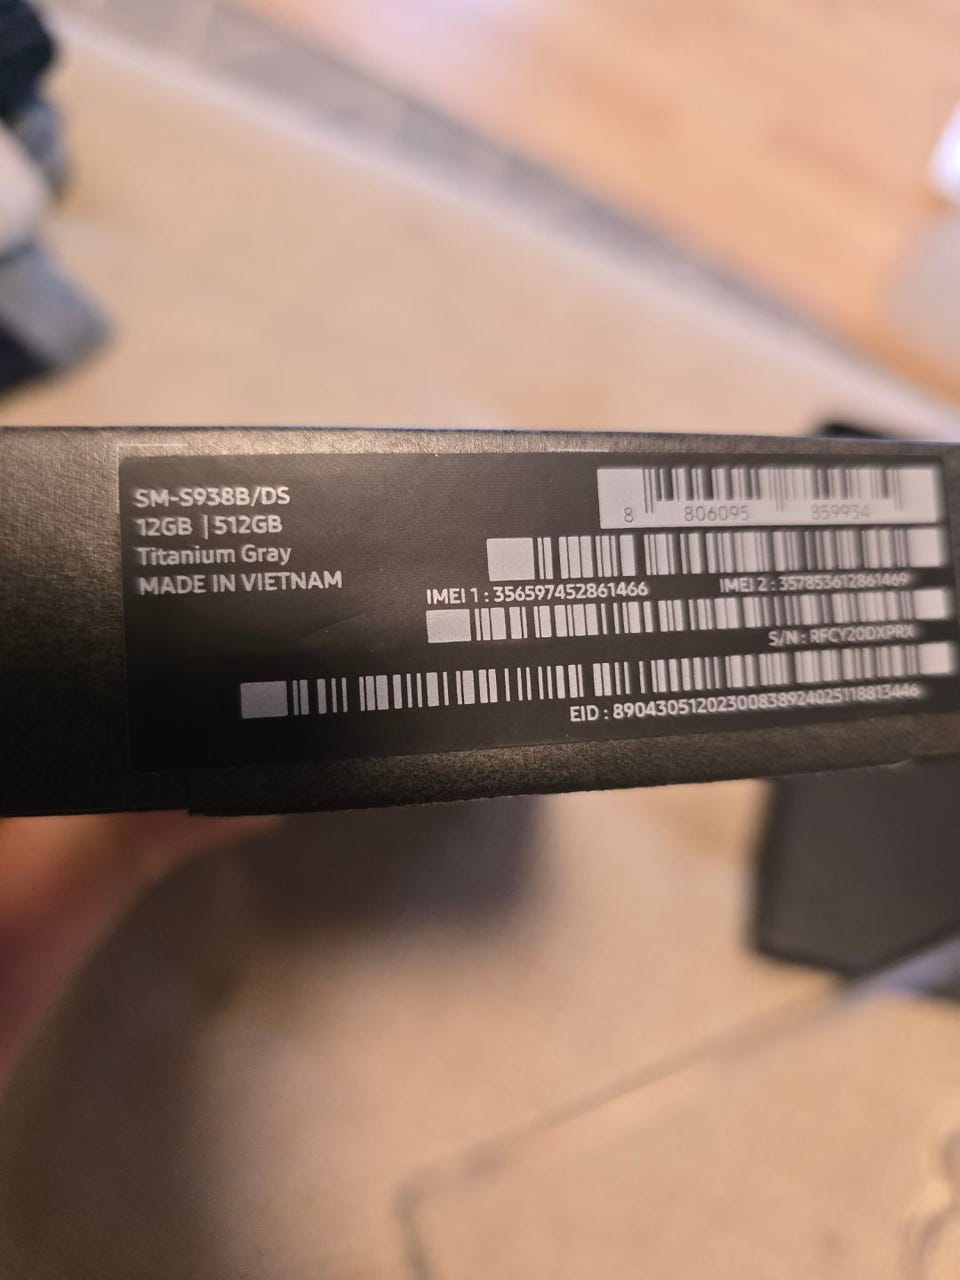 SM-S938B/DS
12GB | 512GB
Titanium Gray
MADE IN VIETNAM
8 806095 859934
IMEI 1 : 356597452861466
IMEI 2 : 357853612861469
S/N : RFCY20DXPRX
EID : 89043051202300838924025118813446